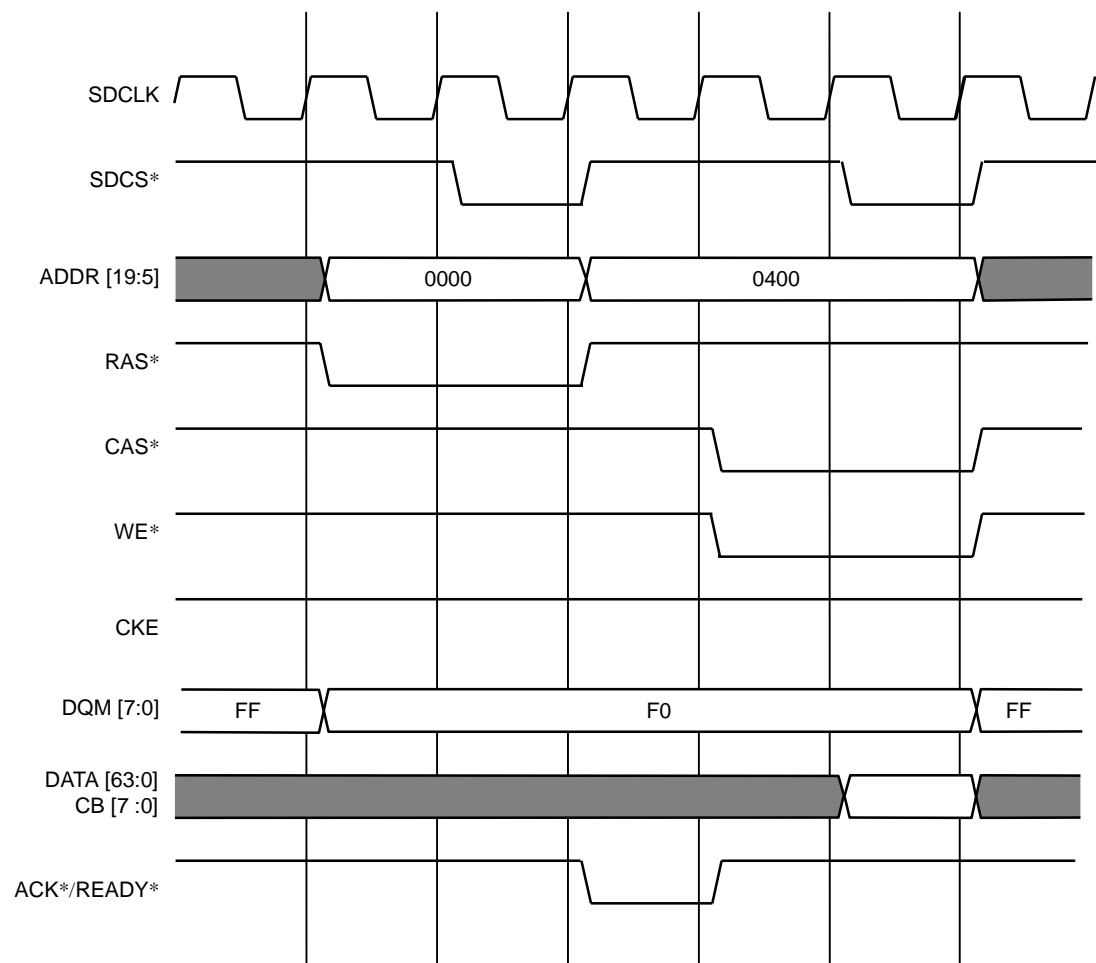 SDCLK
SDCS*
ADDR [19:5]
0000
0400
RAS*
CAS*
WE*
CKE
DQM [7:0]
FF
F0
FF
DATA [63:0]
CB [7 :0]
ACK*/READY*